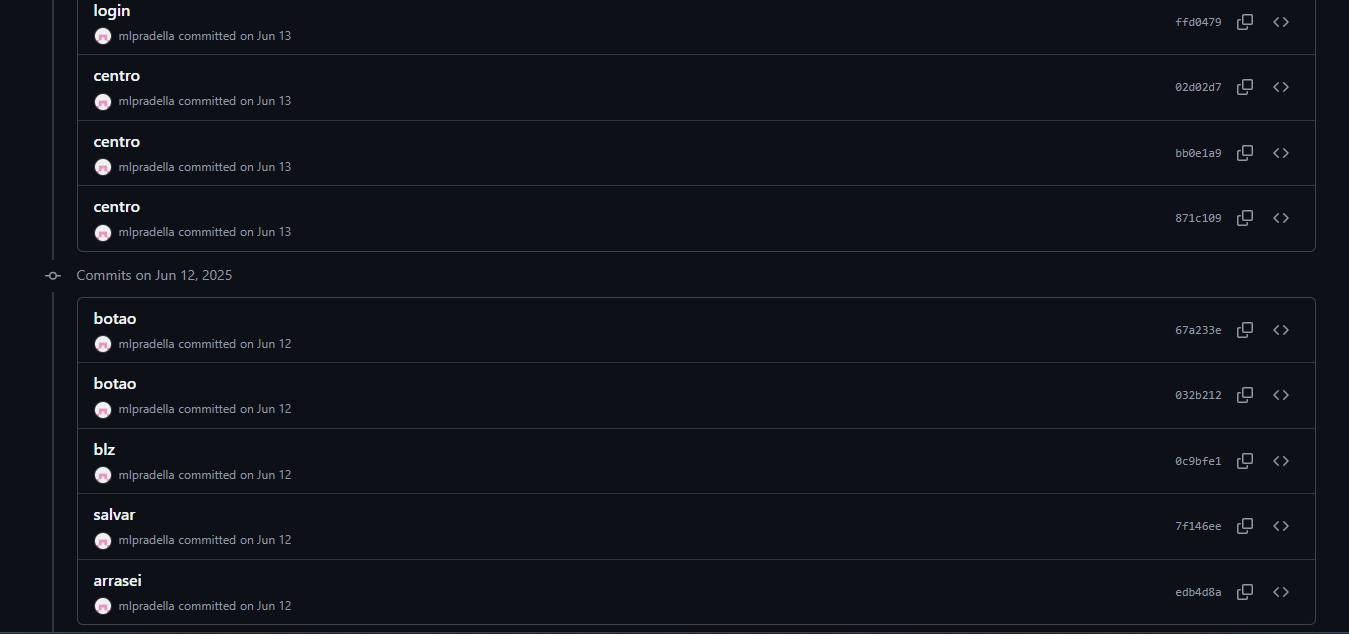 login
ffd0479
mlpradella committed on Jun 13
centro
02d02d7
mlpradella committed on Jun 13
centro
bb0e1a9
mlpradella committed on Jun 13
centro
871c109
mlpradella committed on Jun 13
Commits on Jun 12, 2025
botao
67a233e
mlpradella committed on Jun 12
botao
032b212
mlpradella committed on Jun 12
blz
0c9bfe1
mlpradella committed on Jun 12
salvar
7f146ee
mlpradella committed on Jun 12
arrasei
edb4d8a
mlpradella committed on Jun 12